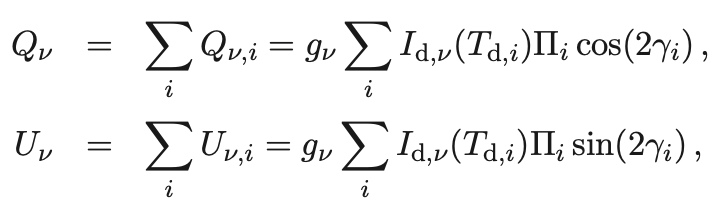 Q_ν = ∑_i Q_{ν,i} = g_ν ∑_i I_{d,ν}(T_{d,i})Π_i cos(2γ_i) ,
U_ν = ∑_i U_{ν,i} = g_ν ∑_i I_{d,ν}(T_{d,i})Π_i sin(2γ_i) ,